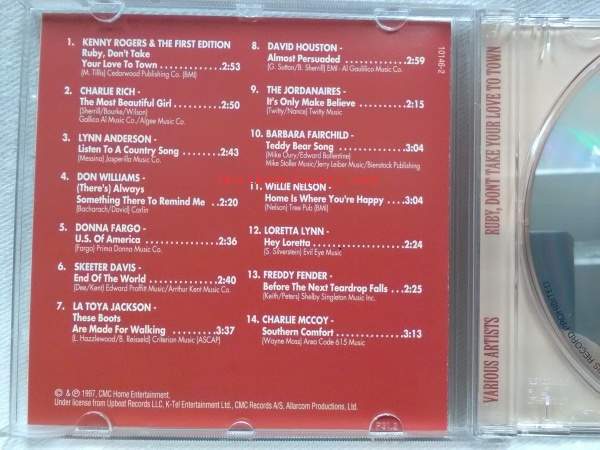 1. KENNY ROGERS & THE FIRST EDITION
Ruby, Don't Take
Your Love To Town ........2:53
(M. Tillis) Cedarwood Publishing Co. (BMI)
2. CHARLIE RICH -
The Most Beautiful Girl .......2:50
(Sherrill/Bourke/Wilson)
Gallico Al Music Co./Algee Music Co.
3. LYNN ANDERSON -
Listen To A Country Song ......2:43
(Messina) Jasperilla Music Co.
4. DON WILLIAMS -
(There's) Always
Something There To Remind Me ..2:20
(Bacharach/David) Carlin
5. DONNA FARGO -
U.S. Of America ...............2:36
(Fargo) Prima Donna Music Co.
6. SKEETER DAVIS -
End Of The World ..............2:40
(Dee/Kent) Edward Proffit Music/Arrthur Kent Music Co.
7. LA TOYA JACKSON -
These Boots
Are Made For Walking .........3:37
(L. Hazzlewood/B. Reisseld) Criterion Music (ASCAP)
8. DAVID HOUSTON -
Almost Persuaded ..............2:59
(G. Sutton/B. Sherrill) EMI - Al Gaulilico Music Co.
9. THE JORDANAIRES -
It's Only Make Believe ........2:15
(Twitty/Nance) Twitty Music
10. BARBARA FAIRCHILD -
Teddy Bear Song ..............3:04
(Mike Oury/Edward Ballentine)
Mike Stoller Music/Jerry Leiber Music/Bienstock Publishing
11. WILLIE NELSON -
Home Is Where You're Happy ....3:04
(Nelson) Tree Pub (BMI)
12. LORETTA LYNN -
Hey Loretta ...................2:24
(S. Silverstein) Evil Eye Music
13. FREDDY FENDER -
Before The Next Teardrop Falls ...2:25
(Keith/Peters) Shelby Singleton Music Inc.
14. CHARLIE MCCOY -
Southern Comfort ..............3:13
(Wayne Moss) Area Code 615 Music
© & ℗ 1997, CMC Home Entertainment.
Under license from Upbeat Records LLC, K-Tel Entertainment Ltd., CMC Records A/S, Allarcom Productions, Ltd.
10146-2
VARIOUS ARTISTS
RUBY, DON'T TAKE YOUR LOVE TO TOWN
RECORD PROHIBITED